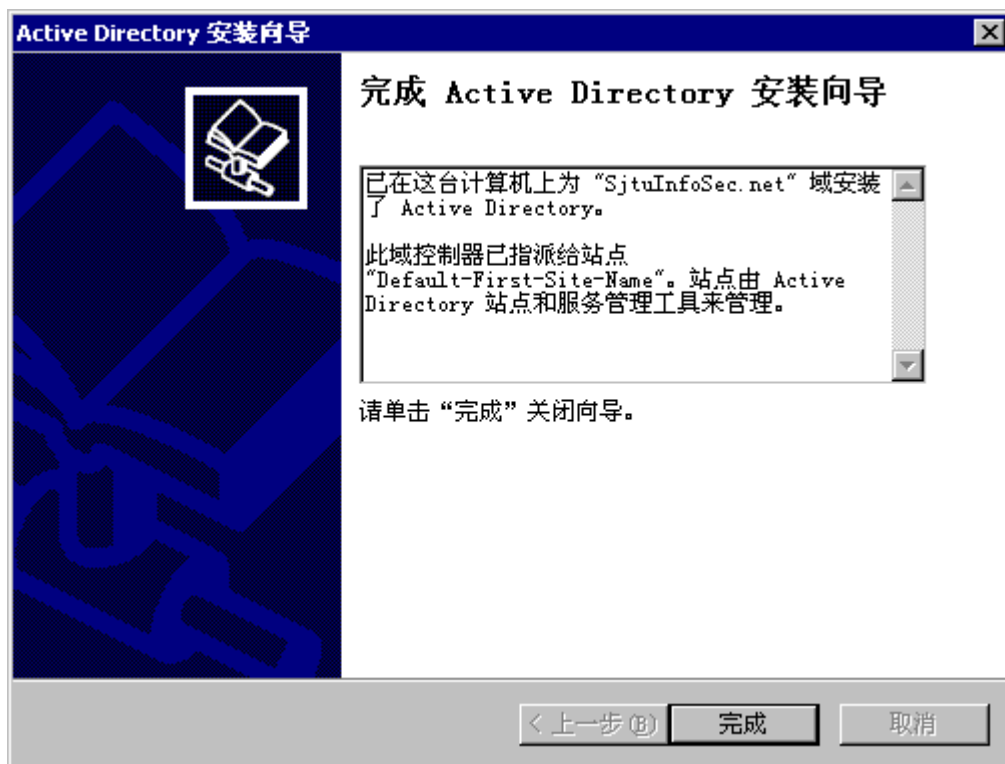 Active Directory 安装向导
完成 Active Directory 安装向导
已在这台计算机上为 “SjtuInfoSec.net” 域安装
了 Active Directory。
此域控制器已指派给站点
“Default-First-Site-Name”。站点由 Active
Directory 站点和服务管理工具来管理。
请单击“完成”关闭向导。
< 上一步(B)
完成
取消